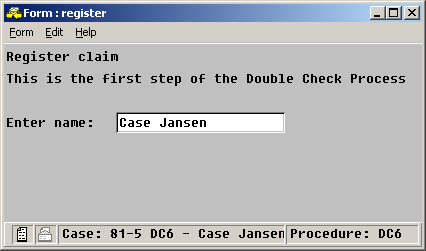 Form : register
Form Edit Help
Register claim
This is the first step of the Double Check Process
Enter name: Case Jansen
Case: 81-5 DC6 - Case Jansen Procedure: DC6